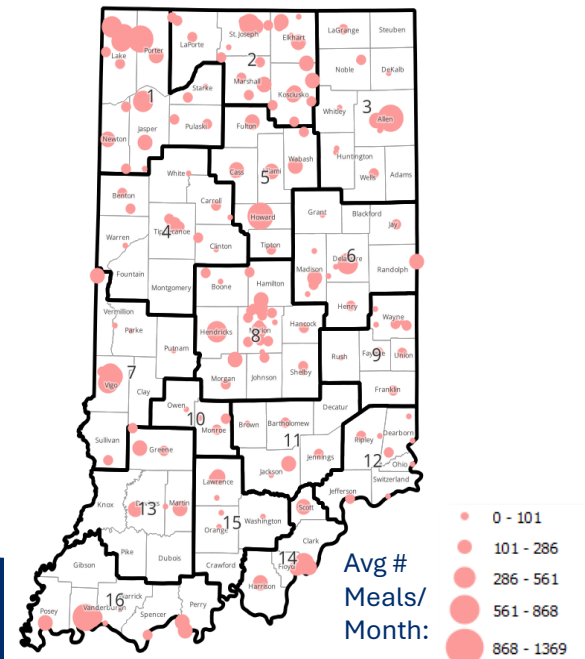 LaGrange Steuben
St. Joseph
Elkhart
LaPorte
Lake Porter
2
Noble DeKalb
Marshall
Starke
Kosciusko
1
3
Whitley
Allen
Pulaski Fulton
Jasper
Newton
Huntington
Wabash
Cass
Miami
5
White
Wells Adams
Benton
Carroll
Grant Blackford
Howard
Jay
4
Tippecanoe
Warren
Clinton
Tipton
6
Delaware
Madison
Randolph
Fountain
Montgomery
Boone
Hamilton
Henry
Vermillion
Wayne
Parke
Hendricks
Marion
8
Hancock
Putnam
Rush
9
Fayette
Union
7
Vigo
Clay
Morgan Johnson Shelby
Franklin
Owen
10
Monroe
Decatur
Brown Bartholomew
11
Dearborn
Ripley
Sullivan
Greene
Jennings
12
Ohio
Jackson
Switzerland
Lawrence
Jefferson
Knox
13
Martin
Scott
15
Orange
Washington
Clark
Pike
Dubois
Crawford
14
Floyd
Harrison
Gibson
16
Warrick
Posey
Vanderburgh
Spencer
Perry
Avg #
Meals/
Month:
0 - 101
101 - 286
286 - 561
561 - 868
868 - 1369